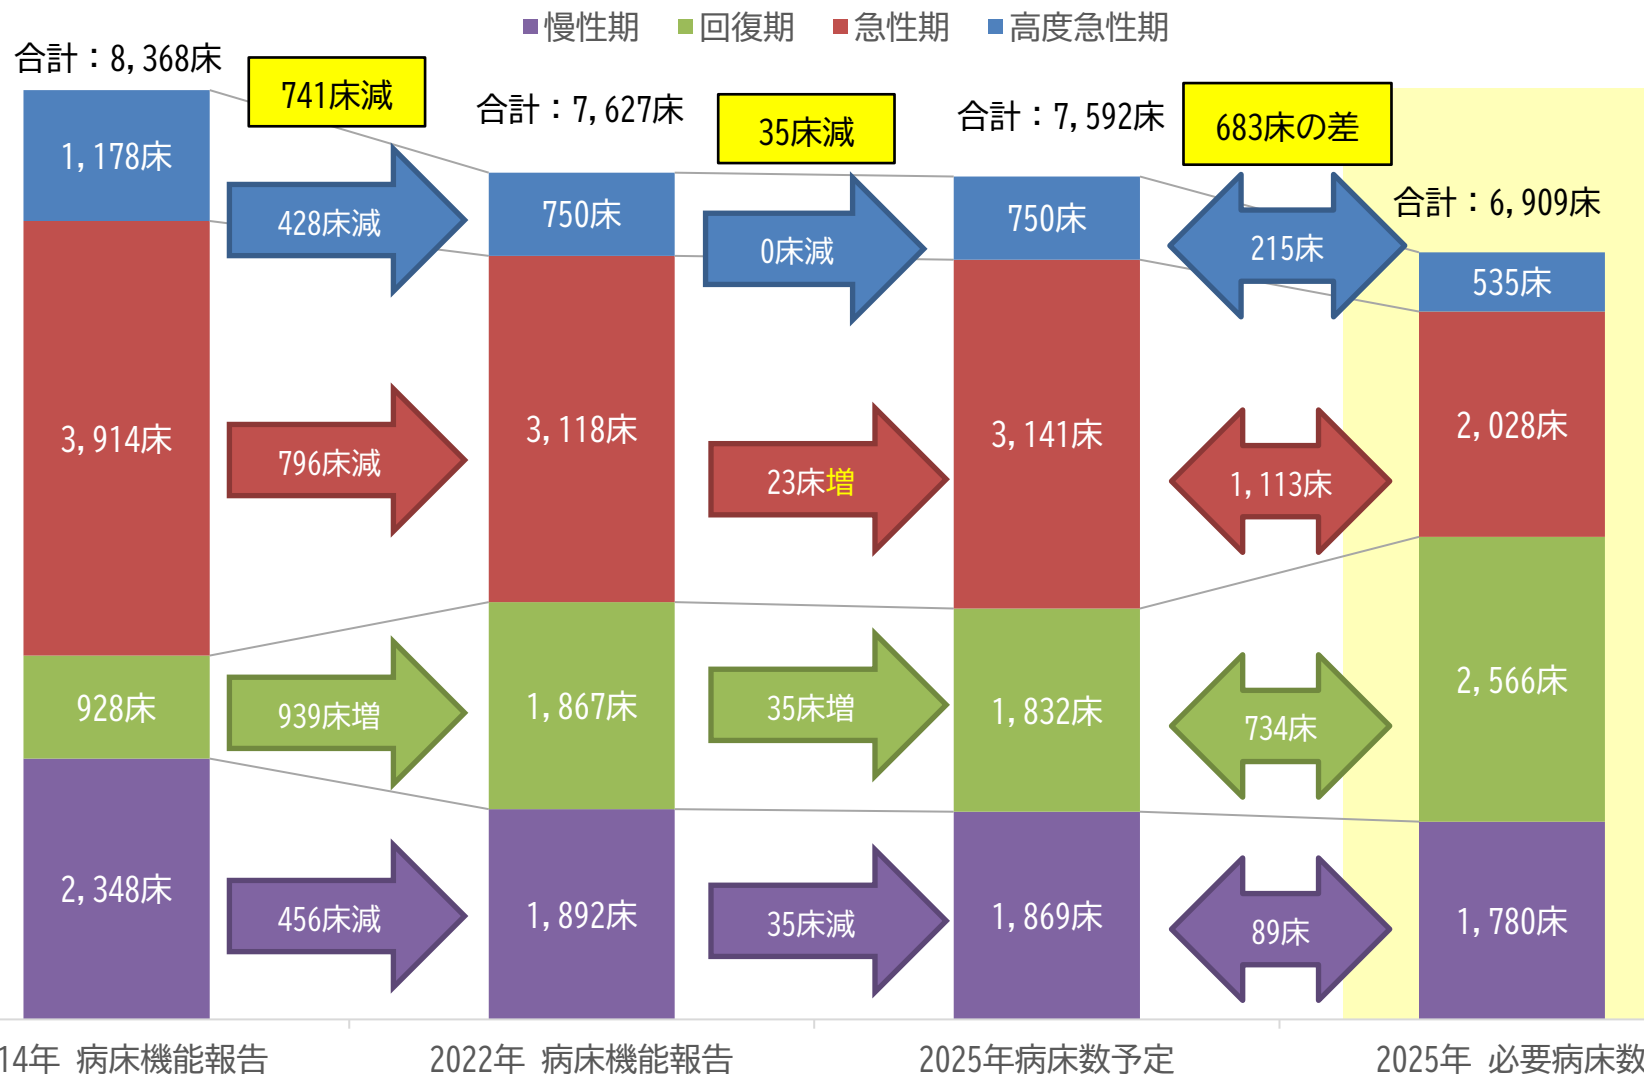 慢性期 回復期 急性期 高度急性期
合計：8,368床
741床減
合計：7,627床
35床減
合計：7,592床
683床の差
合計：6,909床
1,178床
428床減
750床
0床減
750床
215床
535床
3,914床
796床減
3,118床
23床増
3,141床
1,113床
2,028床
928床
939床増
1,867床
35床増
1,832床
734床
2,566床
2,348床
456床減
1,892床
35床減
1,869床
89床
1,780床
14年 病床機能報告
2022年 病床機能報告
2025年病床数予定
2025年 必要病床数